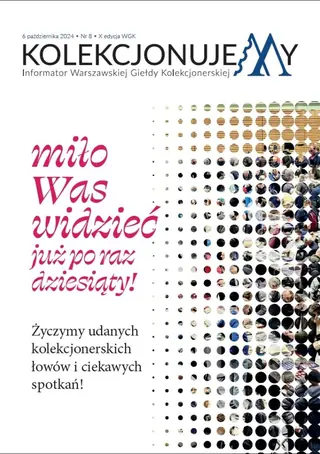 6 października 2024 • Nr 8 • X edycja WGK
KOLEKCJONUJEMY
Informator Warszawskiej Giełdy Kolekcjonerskiej
miło
Was
widzieć
już po raz
dziesiąty!
Życzymy udanych
kolekcjonerskich
łowów i ciekawych
spotkań!